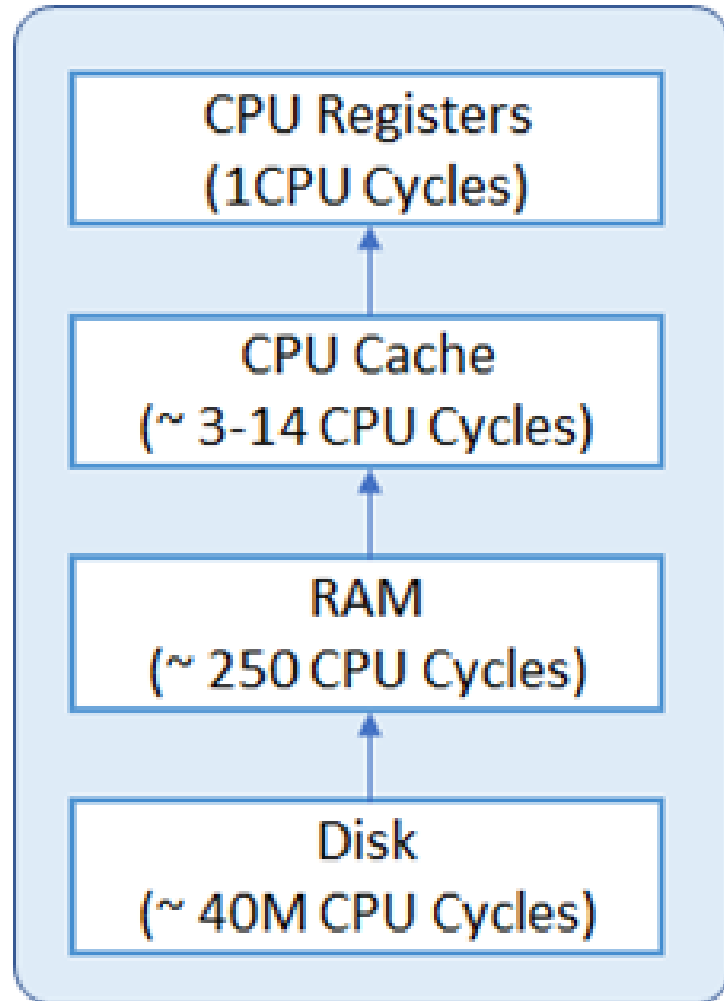 CPU Registers
(1CPU Cycles)
CPU Cache
(~ 3-14 CPU Cycles)
RAM
(~ 250 CPU Cycles)
Disk
(~ 40M CPU Cycles)